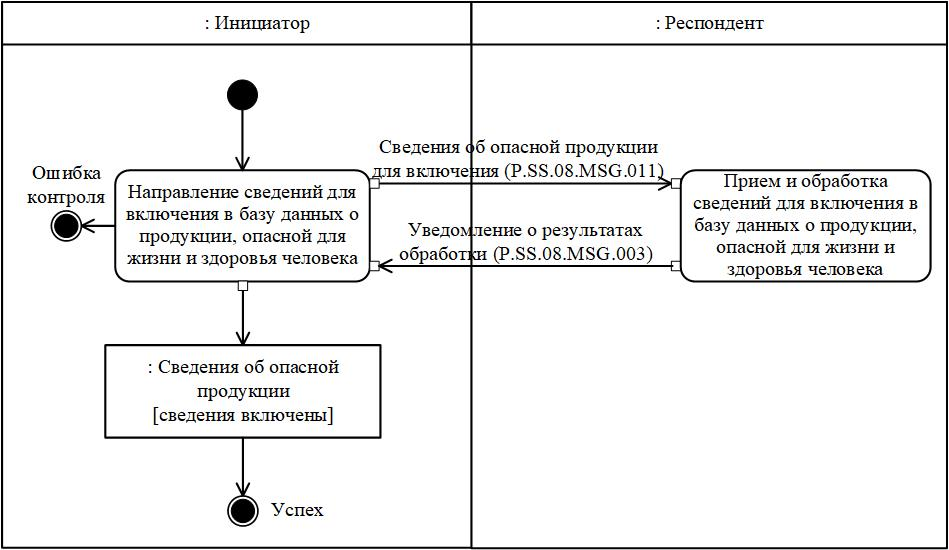 : Инициатор
: Респондент
Сведения об опасной продукции
для включения (P.SS.08.MSG.011)
Ошибка
контроля
Направление сведений для
включения в базу данных о
продукции, опасной для
жизни и здоровья человека
Прием и обработка
сведений для включения в
базу данных о продукции,
опасной для жизни и
здоровья человека
Уведомление о результатах
обработки (P.SS.08.MSG.003)
: Сведения об опасной
продукции
[сведения включены]
Успех